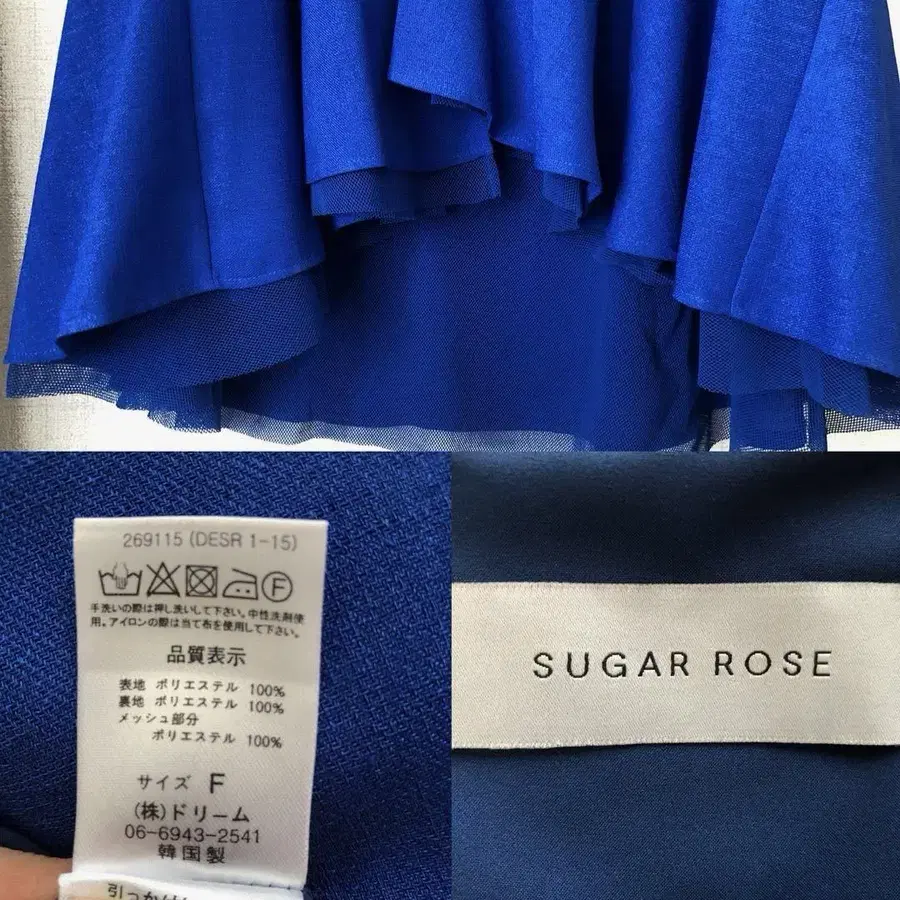 269115 (DESR 1-15)
手洗いの際は押し洗いして下さい。中性洗剤使
用。アイロンの際は当て布を使用して下さい。
品質表示
表地 ポリエステル 100%
裏地 ポリエステル 100%
メッシュ部分
ポリエステル 100%
サイズ F
(株)ドリーム
06-6943-2541
韓国製
引っかけ
SUGAR ROSE